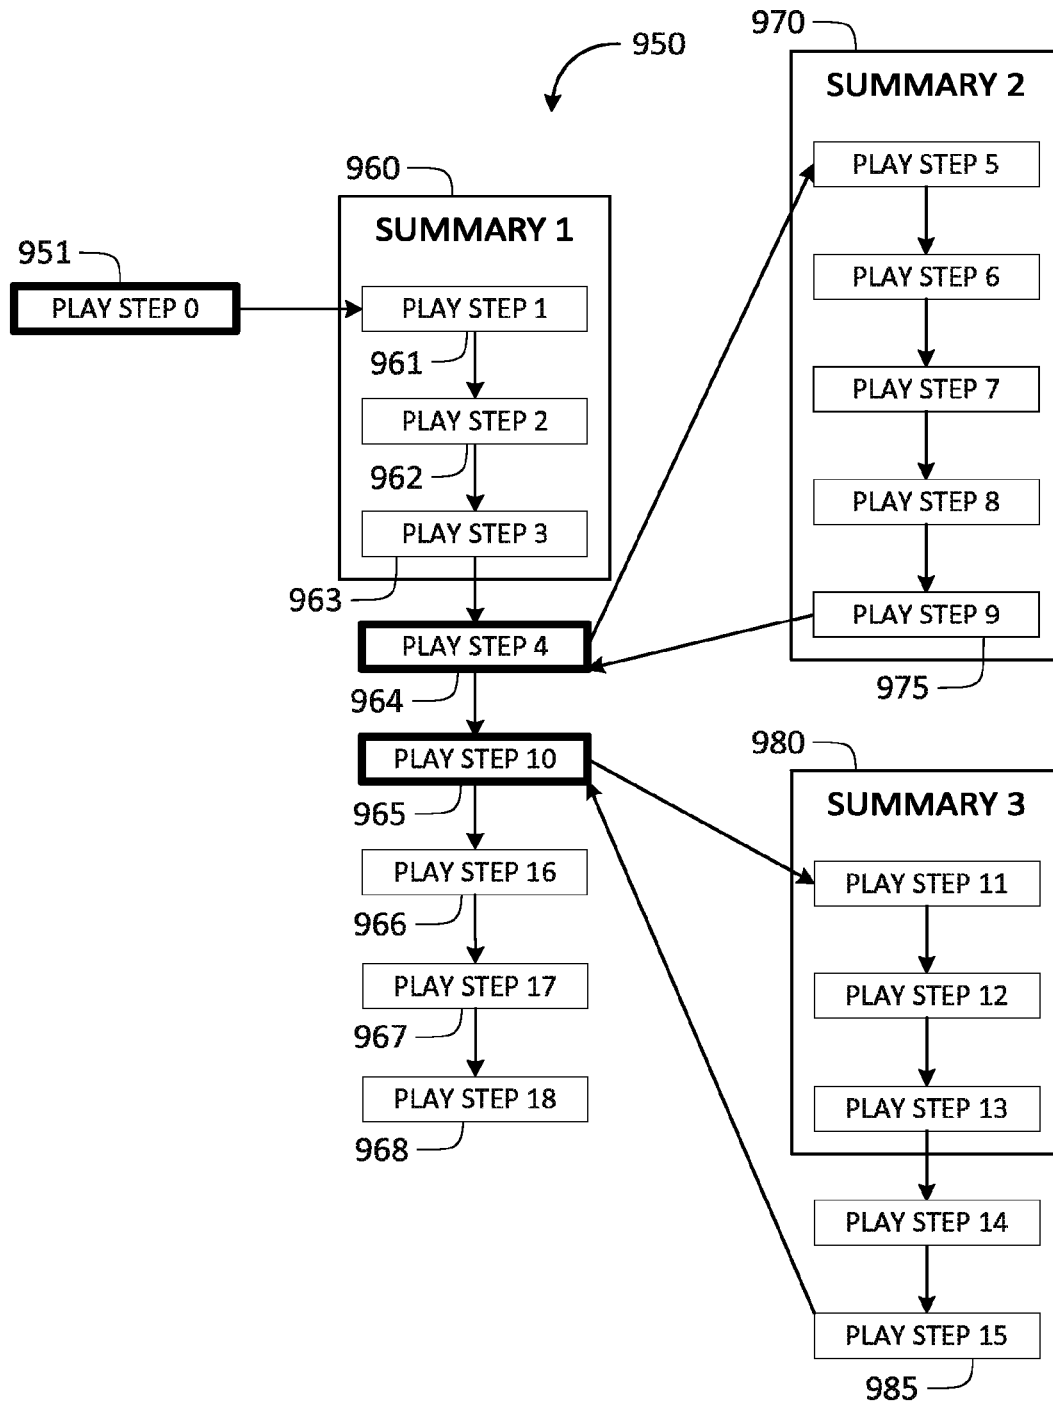 950
970
SUMMARY 2
PLAY STEP 5
PLAY STEP 6
PLAY STEP 7
PLAY STEP 8
PLAY STEP 9
975
960
SUMMARY 1
951
PLAY STEP 0
PLAY STEP 1
961
PLAY STEP 2
962
PLAY STEP 3
963
PLAY STEP 4
964
PLAY STEP 10
965
PLAY STEP 16
966
PLAY STEP 17
967
PLAY STEP 18
968
980
SUMMARY 3
PLAY STEP 11
PLAY STEP 12
PLAY STEP 13
PLAY STEP 14
PLAY STEP 15
985